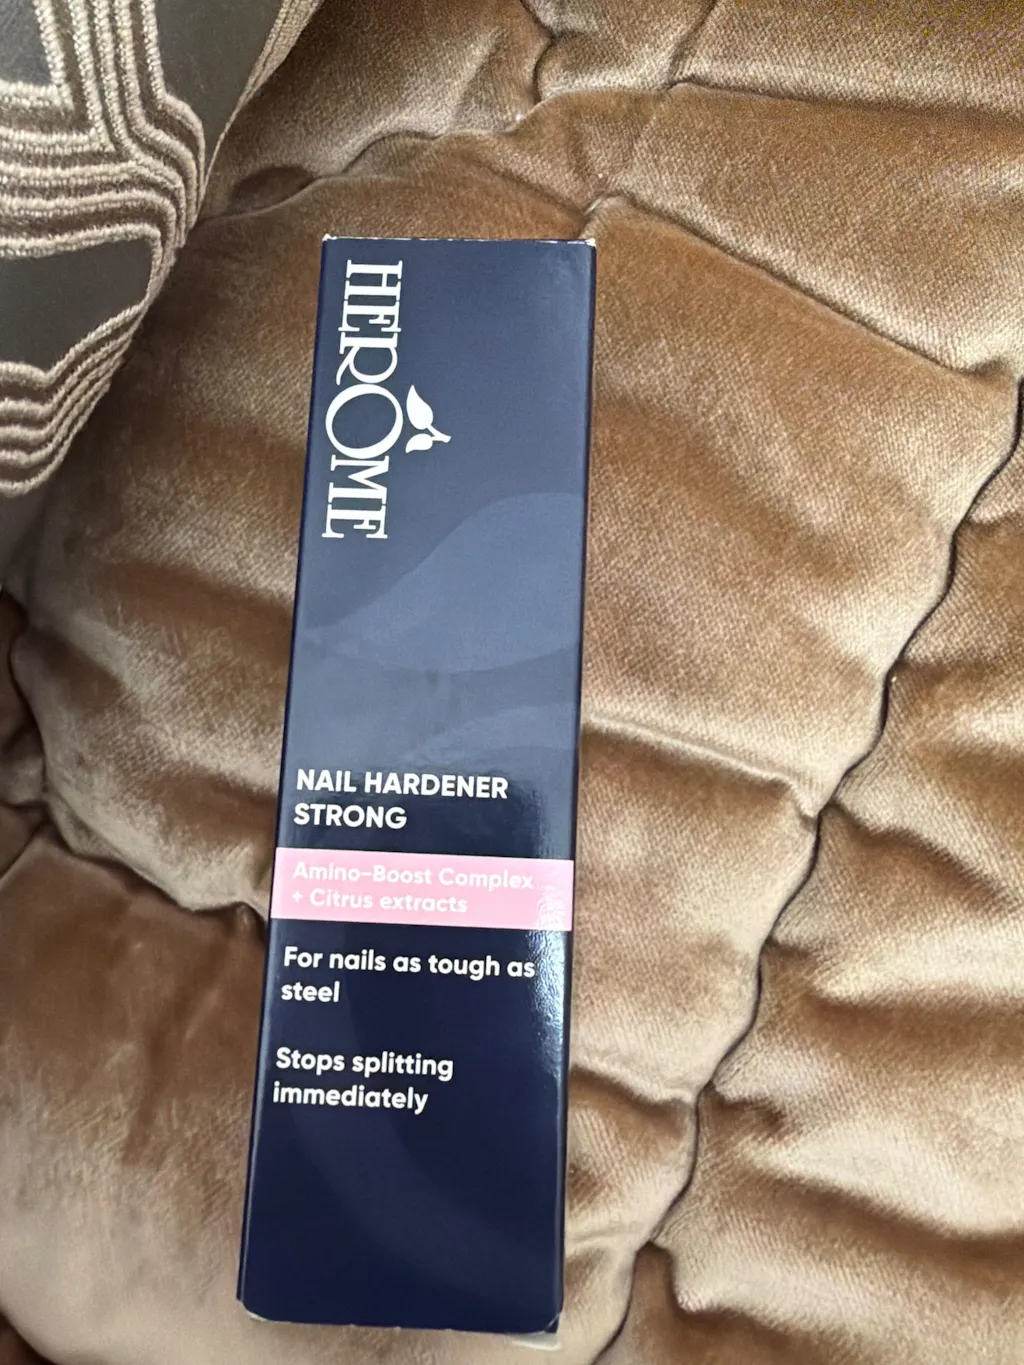 HEROME
NAIL HARDENER
STRONG
Amino-Boost Complex
+ Citrus extracts
For nails as tough as
steel
Stops splitting
immediately